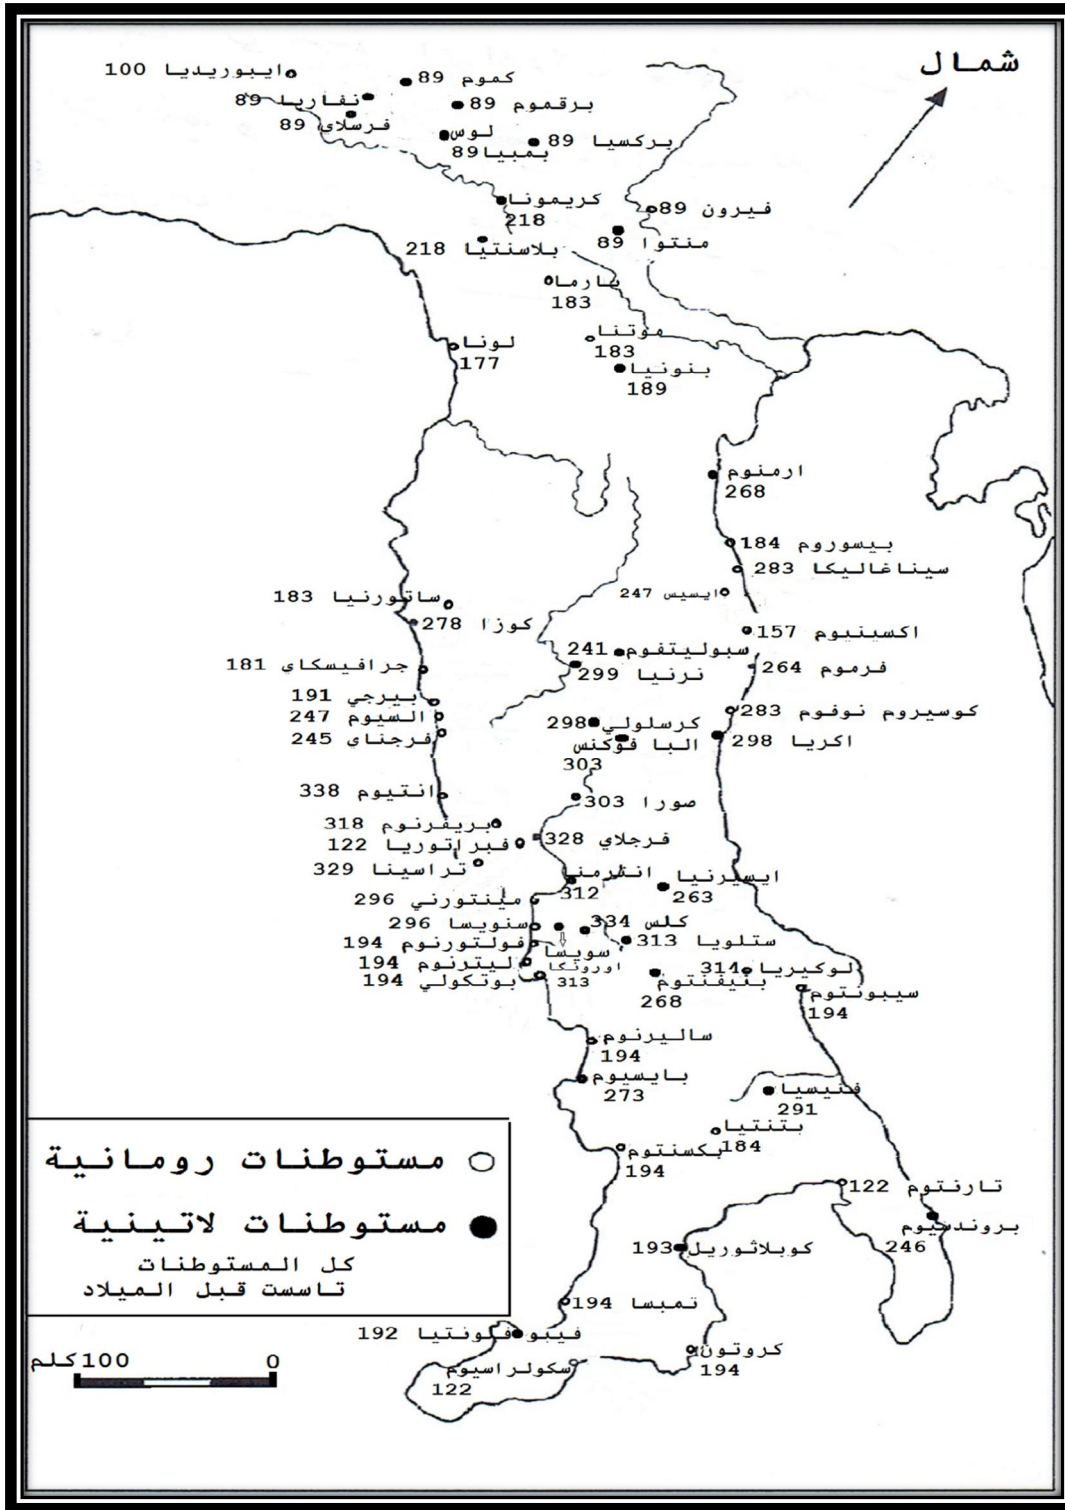 شمال
ايبوريديا 100
كموم 89
نفاريا 89
برقموم 89
فرسلاي 89
لوس
بمبيا 89
بركسيا 89
كريمونا
218
فيرون 89
منتوا 89
بلاسنتيا 218
بارما
183
موتنا
183
لونا
177
بنونيا
189
ارمنوم
268
بيسوروم 184
سيناغاليكا 283
ايسيس 247
ساتورنيا 183
كوزا 278
اكسينيوم 157
سبوليتفوم 241
نرنيا 299
فرموم 264
جرافيسكاي 181
بيرجي 191
السيوم 247
فرجناي 245
كوسيروم نوفوم 283
كرسلولي 298
اكريا 298
البا فوكنس
303
انتيوم 338
صورا 303
بريفرنوم 318
فبراتوريا 122
فرجلاي 328
تراسينا 329
انترمنا
312
ايسيرنيا
263
مينتورني 296
سنويسا 296
كلس 334
ستلويا 313
فولتورنوم 194
سويسا
اورونكا
313
ليترنوم 194
بوتكولي 194
بنيفنتوم
268
لوكيريا 314
سيبونتوم
194
ساليرنوم
194
بايسيوم
273
فنيسيا
291
بتنتيا
184
بكسنتوم
194
تارنتوم 122
بروندسيوم
246
كوبلاثوريل 193
تمبسا 194
فيبو فلونتيا 192
كروتون
194
سكولراسيوم
122
مستوطنات رومانية
مستوطنات لاتينية
كل المستوطنات
تاسست قبل الميلاد
0 100 كلم